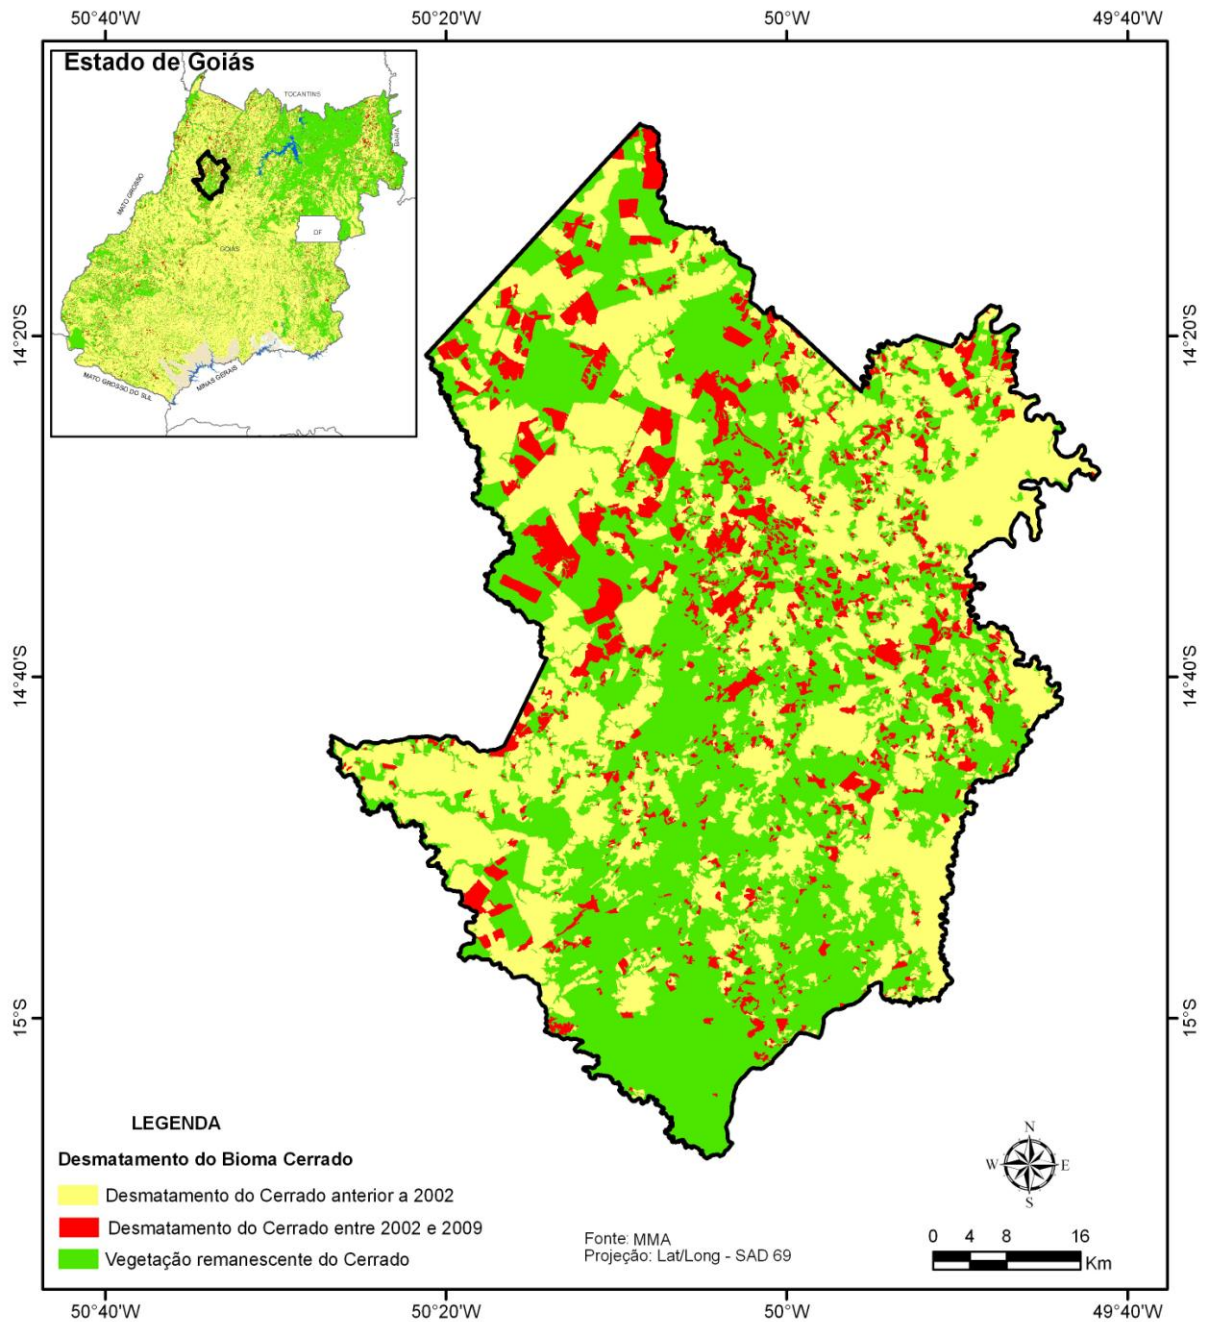 50°40'W 50°20'W 50°W 49°40'W
Estado de Goiás
TOCANTINS
BAHIA
MATO GROSSO
DF
GOIÁS
MINAS GERAIS
MATO GROSSO DO SUL
14°20'S 14°20'S
14°40'S 14°40'S
15°S 15°S
LEGENDA
Desmatamento do Bioma Cerrado
Desmatamento do Cerrado anterior a 2002
Desmatamento do Cerrado entre 2002 e 2009
Vegetação remanescente do Cerrado
Fonte: MMA
Projeção: Lat/Long - SAD 69
N
W E
S
0 4 8 16
Km
50°40'W 50°20'W 50°W 49°40'W